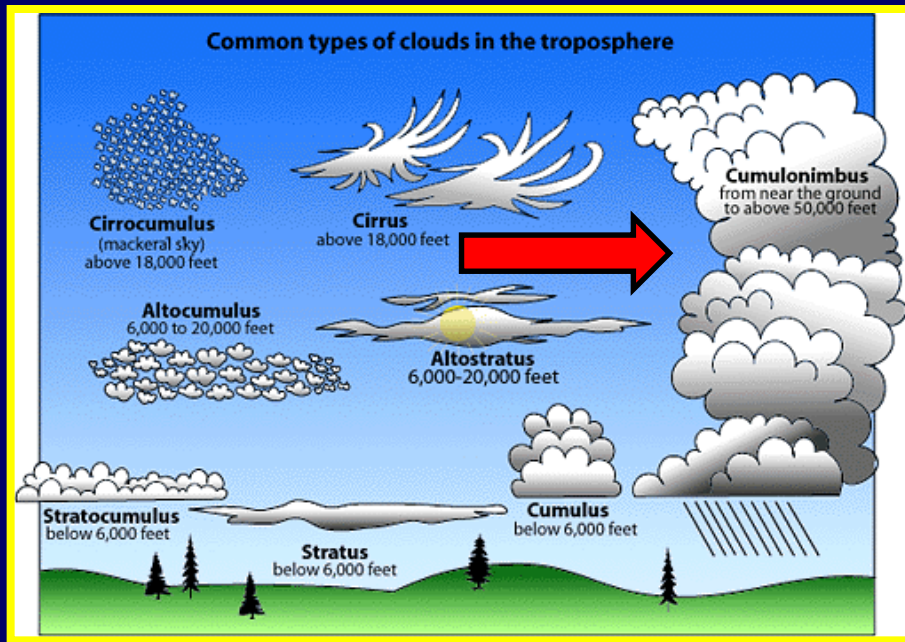 Common types of clouds in the troposphere
Cirrocumulus
(mackeral sky)
above 18,000 feet
Cirrus
above 18,000 feet
Cumulonimbus
from near the ground
to above 50,000 feet
Altocumulus
6,000 to 20,000 feet
Altostratus
6,000-20,000 feet
Stratocumulus
below 6,000 feet
Stratus
below 6,000 feet
Cumulus
below 6,000 feet